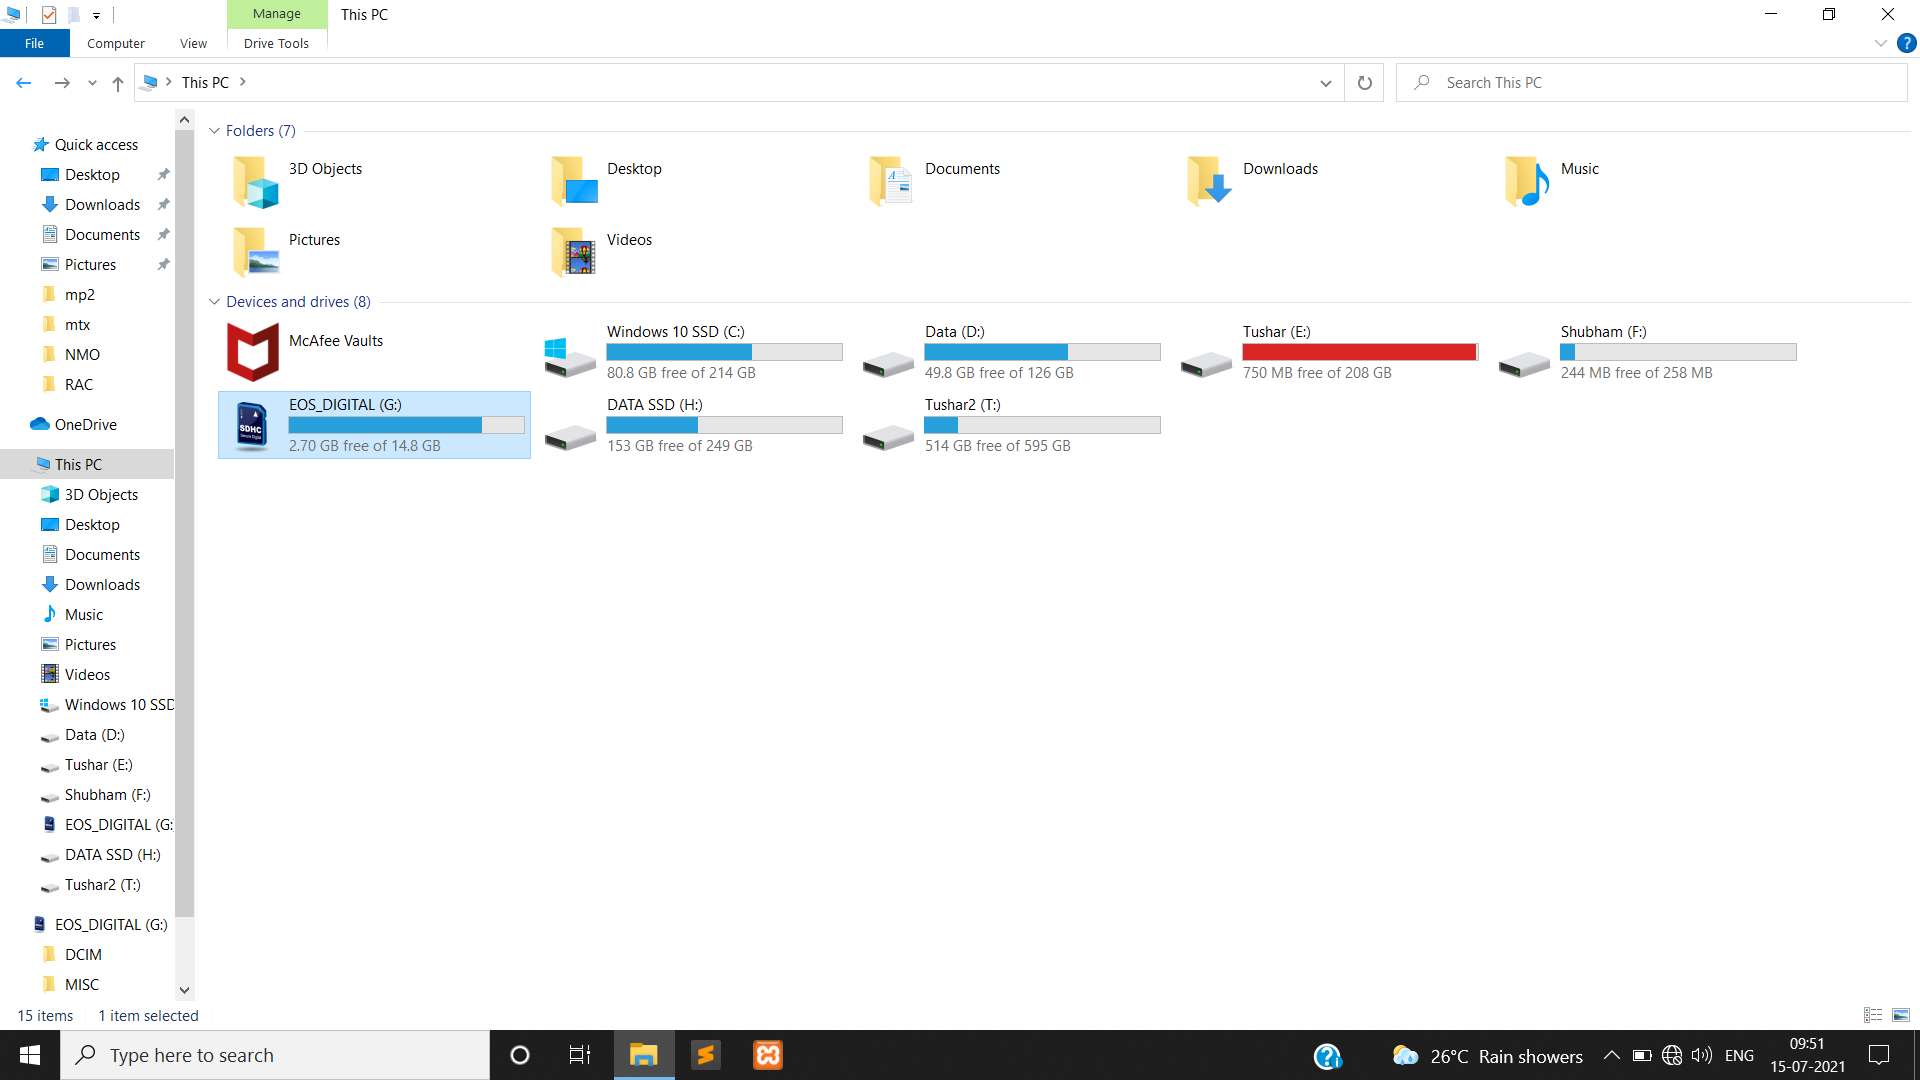 Manage
This PC
File
Computer
View
Drive Tools
This PC
Search This PC
Quick access
Desktop
Downloads
Documents
Pictures
mp2
mtx
NMO
RAC
OneDrive
This PC
3D Objects
Desktop
Documents
Downloads
Music
Pictures
Videos
Windows 10 SSD
Data (D:)
Tushar (E:)
Shubham (F:)
EOS_DIGITAL (G:
DATA SSD (H:)
Tushar2 (T:)
EOS_DIGITAL (G:)
DCIM
MISC
Folders (7)
3D Objects
Desktop
Documents
Downloads
Music
Pictures
Videos
Devices and drives (8)
McAfee Vaults
Windows 10 SSD (C:)
80.8 GB free of 214 GB
Data (D:)
49.8 GB free of 126 GB
Tushar (E:)
750 MB free of 208 GB
Shubham (F:)
244 MB free of 258 MB
SDHC
EOS_DIGITAL (G:)
2.70 GB free of 14.8 GB
DATA SSD (H:)
153 GB free of 249 GB
Tushar2 (T:)
514 GB free of 595 GB
15 items
1 item selected
Type here to search
26°C Rain showers
ENG
09:51
15-07-2021